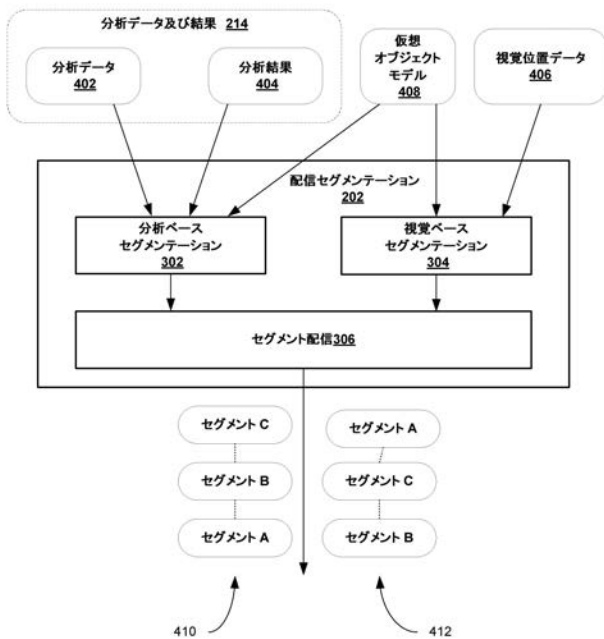 分析データ及び結果 214
分析データ
402
分析結果
404
仮想
オブジェクト
モデル
408
視覚位置データ
406
配信セグメンテーション
202
分析ベース
セグメンテーション
302
視覚ベース
セグメンテーション
304
セグメント配信306
セグメント C
セグメント B
セグメント A
セグメント A
セグメント C
セグメント B
410
412